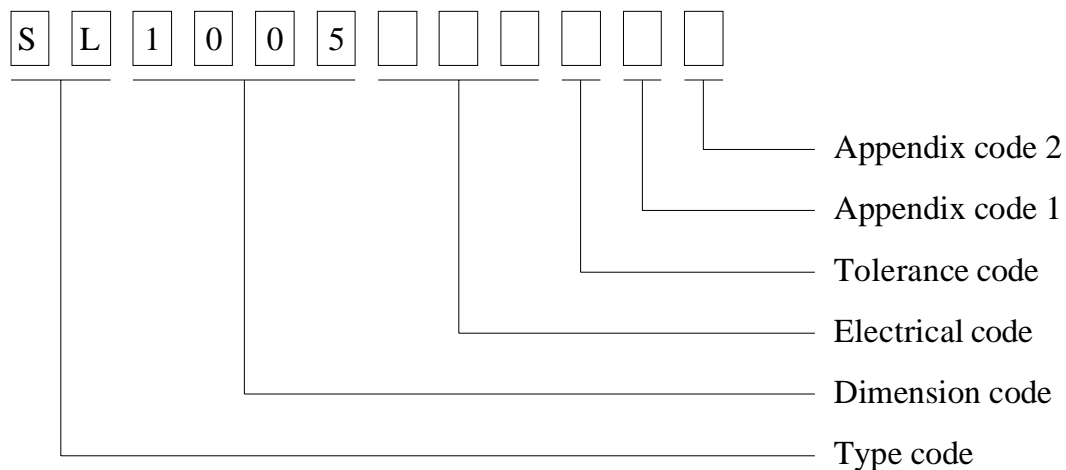 S L 1 0 0 5
Appendix code 2
Appendix code 1
Tolerance code
Electrical code
Dimension code
Type code